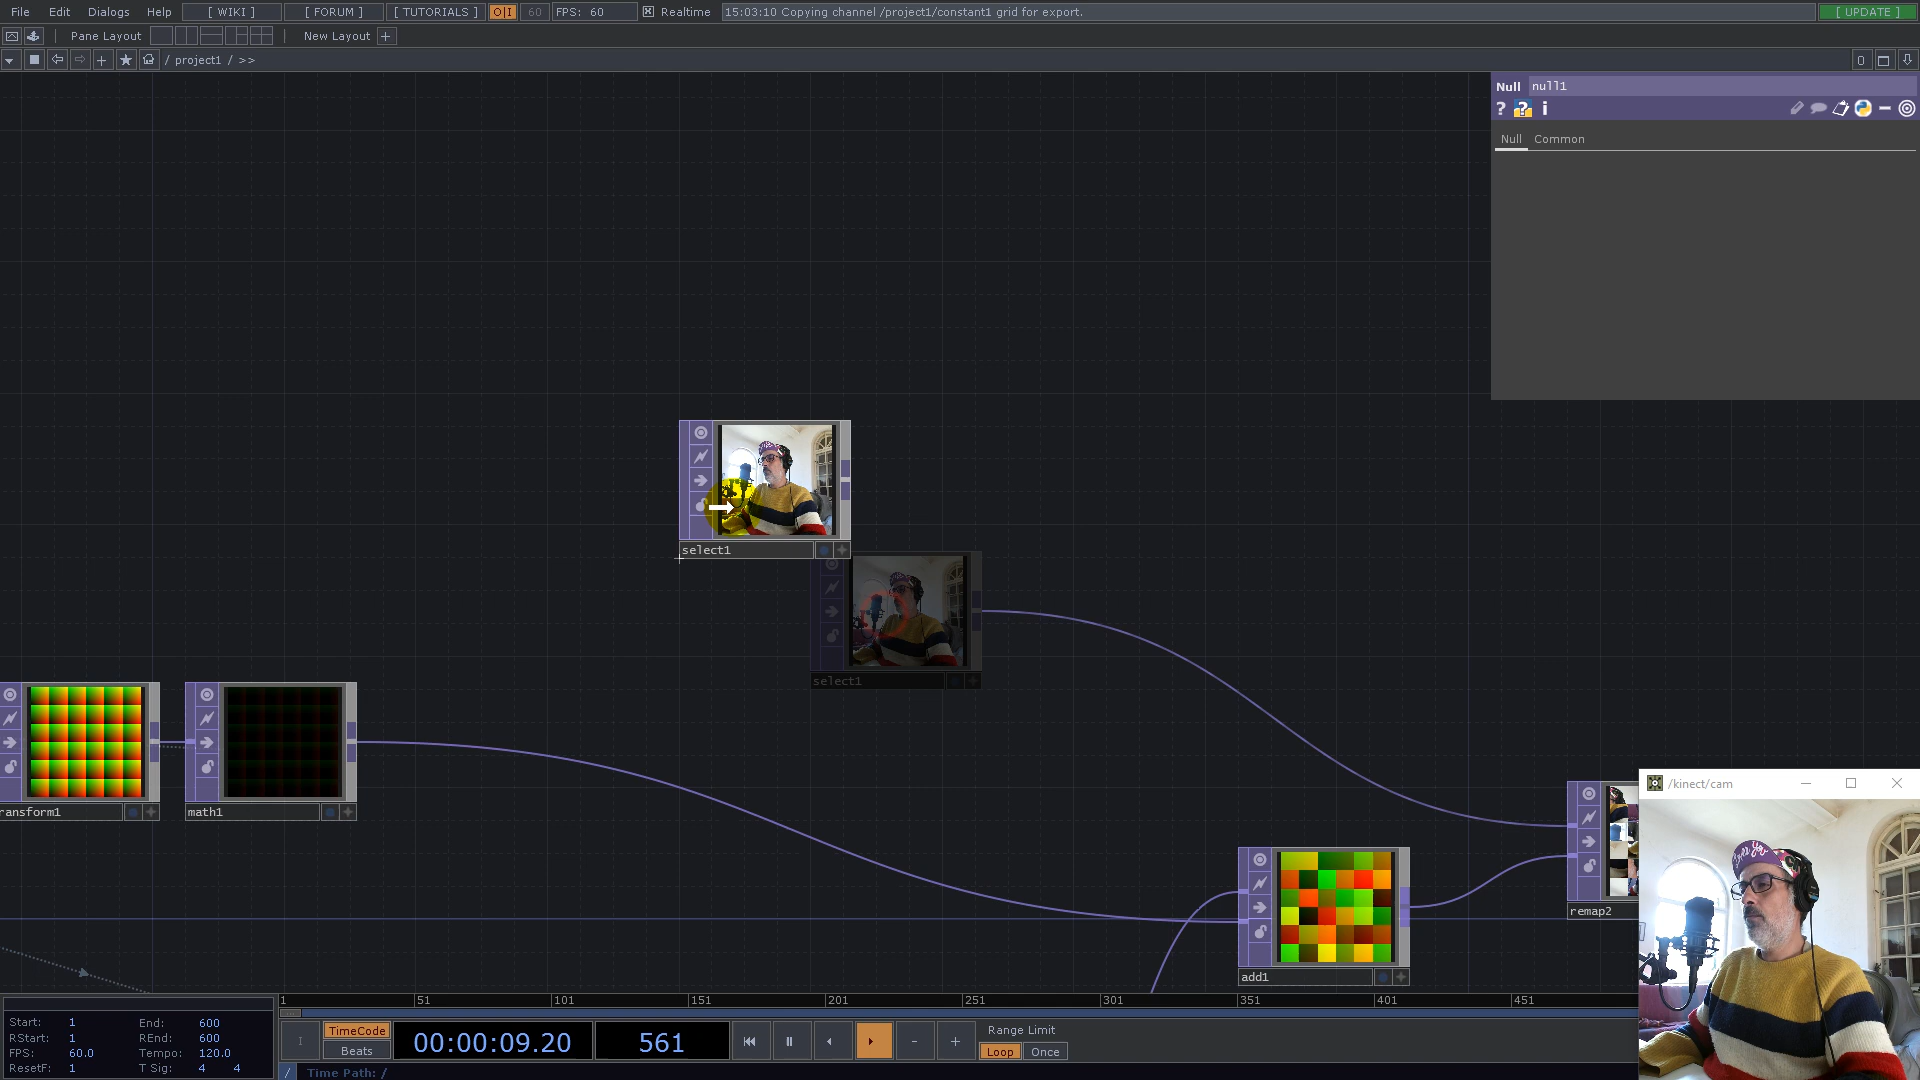 File Edit Dialogs Help [ WIKI ] [ FORUM ] [ TUTORIALS ] O|I 60 FPS: 60 Realtime 15:03:10 Copying channel /project1/constant1 grid for export. [ UPDATE ]
Pane Layout New Layout +
/ project1 / >> 0
Null null1
? ? i
Null Common
select1
select1
ransform1 math1
/kinect/cam
remap2
add1
1 51 101 151 201 251 301 351 401 451
Start: 1 End: 600
RStart: 1 REnd: 600
FPS: 60.0 Tempo: 120.0
ResetF: 1 T Sig: 4 4
I TimeCode Beats 00:00:09.20 561 - + Range Limit
Loop Once
/ Time Path: /